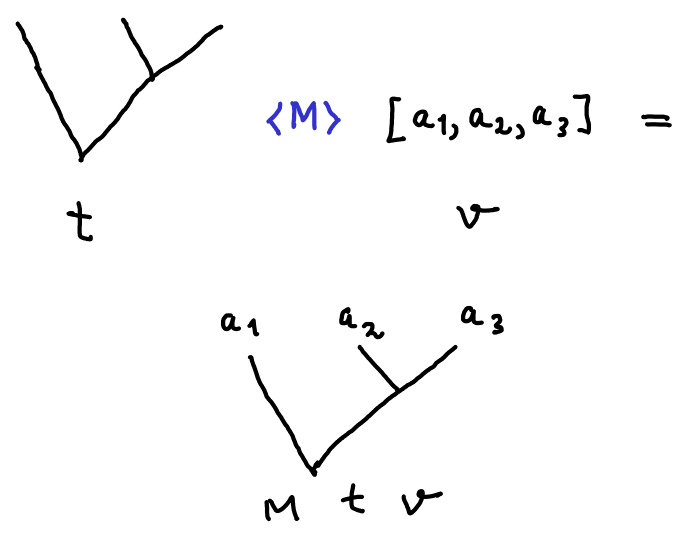 <M> [a1, a2, a3] =
t v
a1 a2 a3
M t v